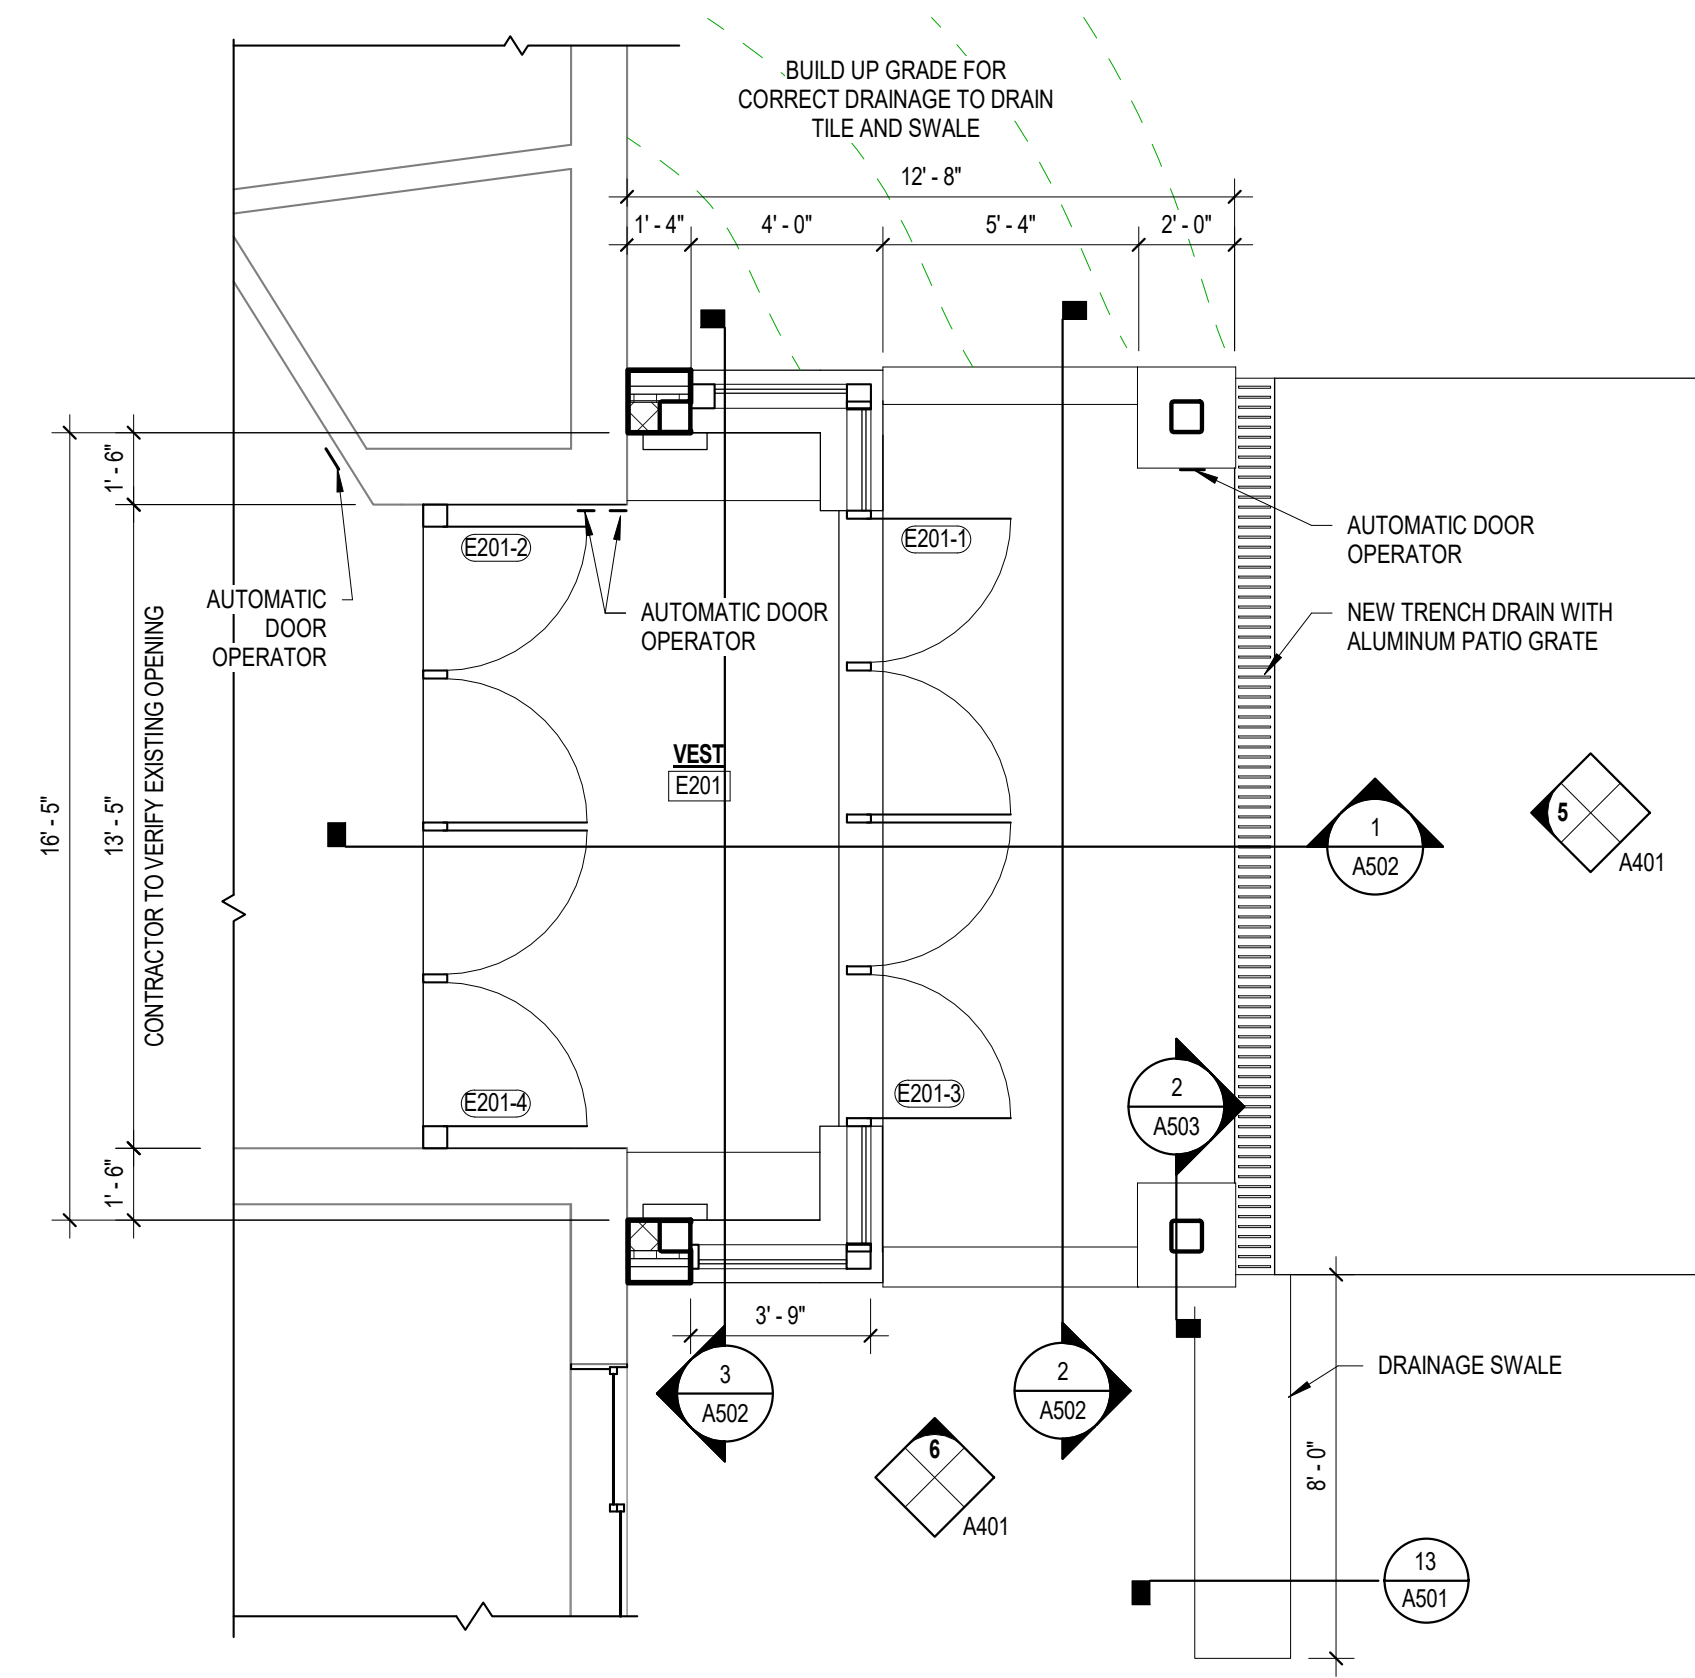 BUILD UP GRADE FOR
CORRECT DRAINAGE TO DRAIN
TILE AND SWALE
12' - 8"
1' - 4"
4' - 0"
5' - 4"
2' - 0"
1' - 6"
16' - 5"
13' - 5"
CONTRACTOR TO VERIFY EXISTING OPENING
1' - 6"
AUTOMATIC
DOOR
OPERATOR
E201-2
E201-1
AUTOMATIC DOOR
OPERATOR
AUTOMATIC DOOR
OPERATOR
NEW TRENCH DRAIN WITH
ALUMINUM PATIO GRATE
VEST
E201
1
A502
5
A401
E201-4
E201-3
2
A503
3' - 9"
3
A502
2
A502
6
A401
DRAINAGE SWALE
8' - 0"
13
A501